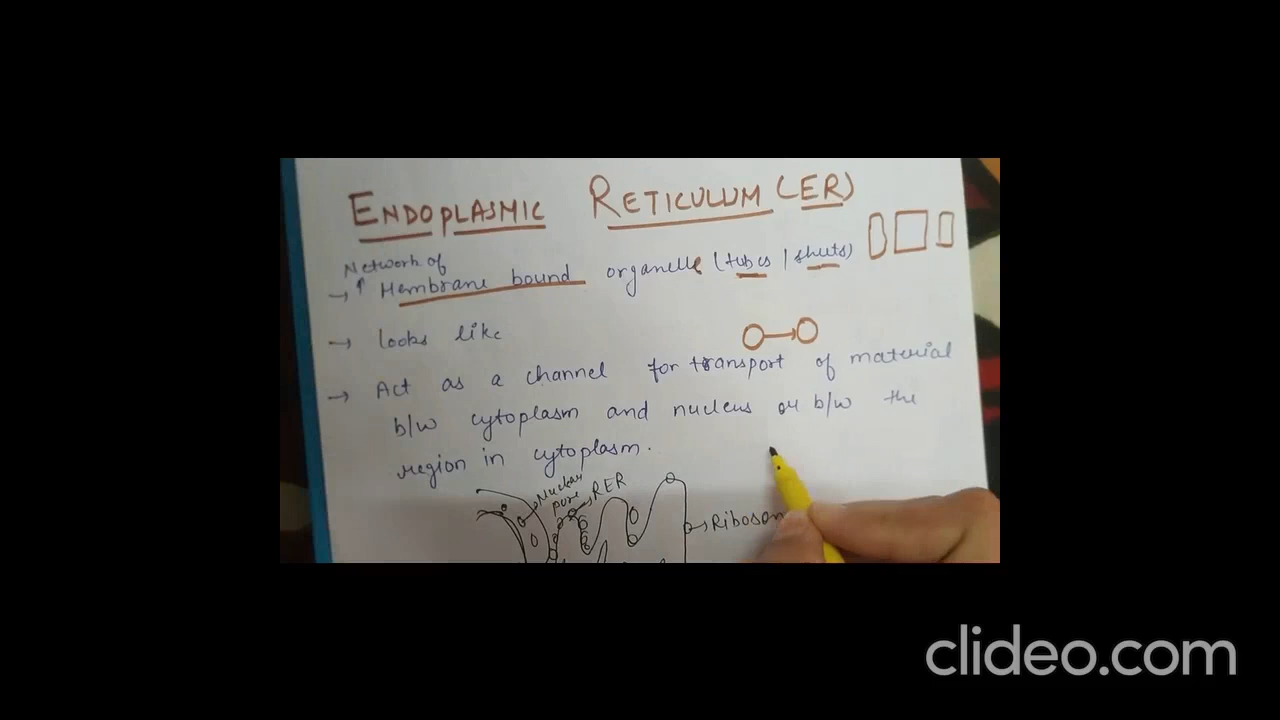 ENDOPLASMIC RETICULUM (ER)
Network of
→ Membrane bound organelle (tubes / sheets)
→ looks like
→ Act as a channel for transport of material
b/w cytoplasm and nucleus or b/w the
region in cytoplasm.
Nuclear
pore
RER
→ Ribosom
clideo.com